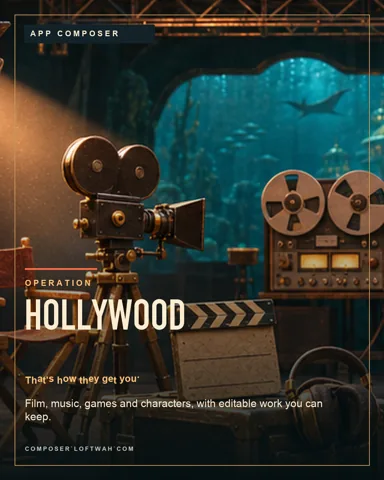 APP COMPOSER
OPERATION
HOLLYWOOD
That's how they get you'
Film, music, games and characters, with editable work you can
keep.
COMPOSER'LOFTWAH'COM